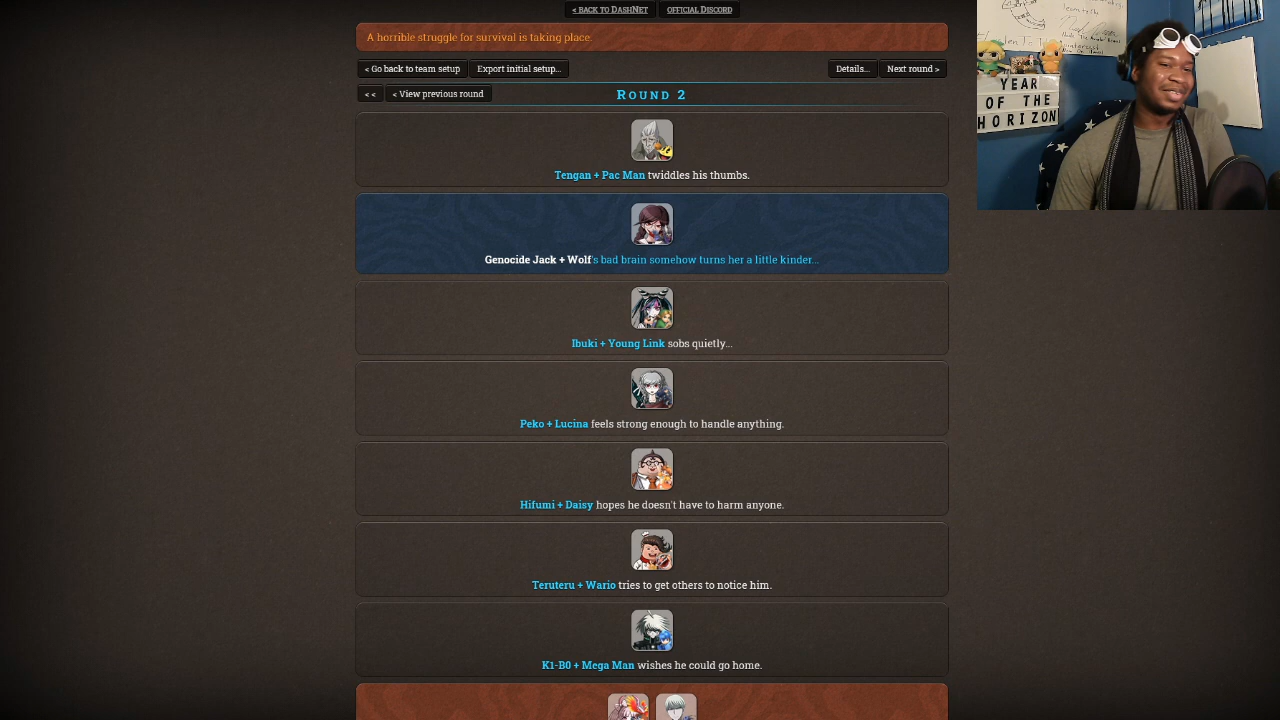 < BACK TO DASHNET
OFFICIAL DISCORD
A horrible struggle for survival is taking place.
< Go back to team setup
Export initial setup...
Details...
Next round >
< <
< View previous round
ROUND 2
Tengan + Pac Man twiddles his thumbs.
Genocide Jack + Wolf's bad brain somehow turns her a little kinder...
Ibuki + Young Link sobs quietly...
Peko + Lucina feels strong enough to handle anything.
Hifumi + Daisy hopes he doesn't have to harm anyone.
Teruteru + Wario tries to get others to notice him.
K1-B0 + Mega Man wishes he could go home.
YEAR
OF THE
HORIZON